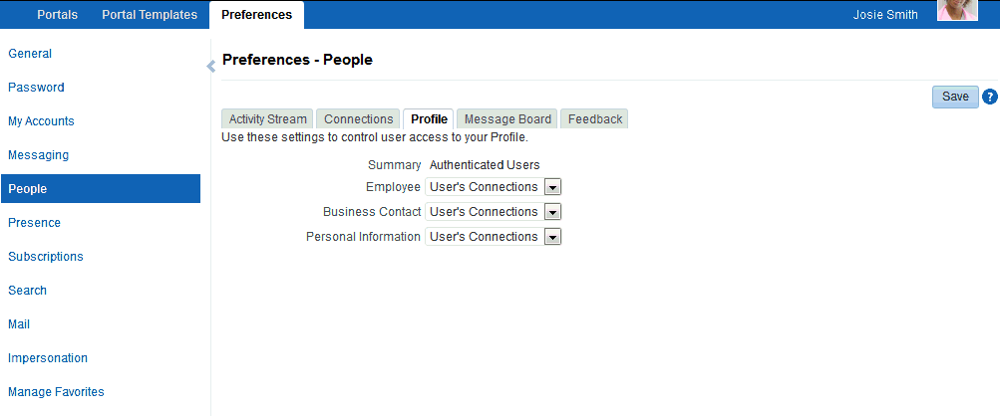 Portals Portal Templates Preferences Josie Smith
General
Password
My Accounts
Messaging
People
Presence
Subscriptions
Search
Mail
Impersonation
Manage Favorites
Preferences - People
Save ?
Activity Stream Connections Profile Message Board Feedback
Use these settings to control user access to your Profile.
Summary Authenticated Users
Employee User's Connections
Business Contact User's Connections
Personal Information User's Connections